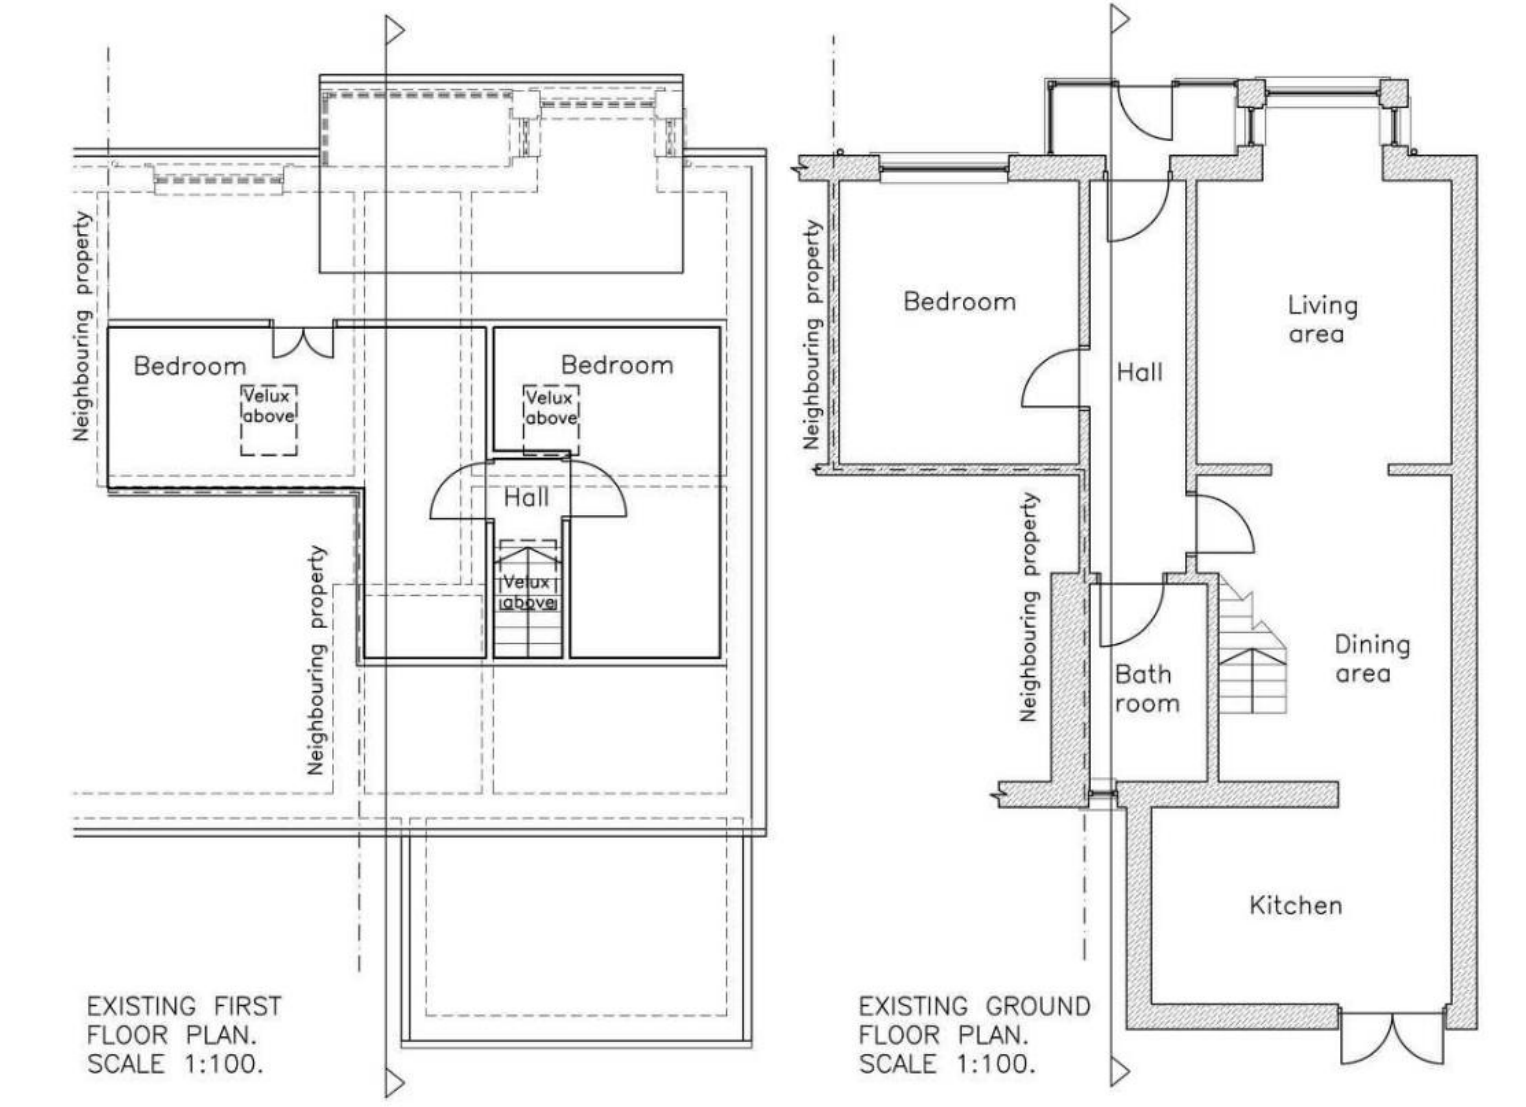 Neighbouring property
Bedroom
Velux
above
Bedroom
Velux
above
Hall
Velux
above
Neighbouring property
EXISTING FIRST
FLOOR PLAN.
SCALE 1:100.
Neighbouring property
Bedroom
Hall
Living
area
Neighbouring property
Bath
room
Dining
area
Kitchen
EXISTING GROUND
FLOOR PLAN.
SCALE 1:100.